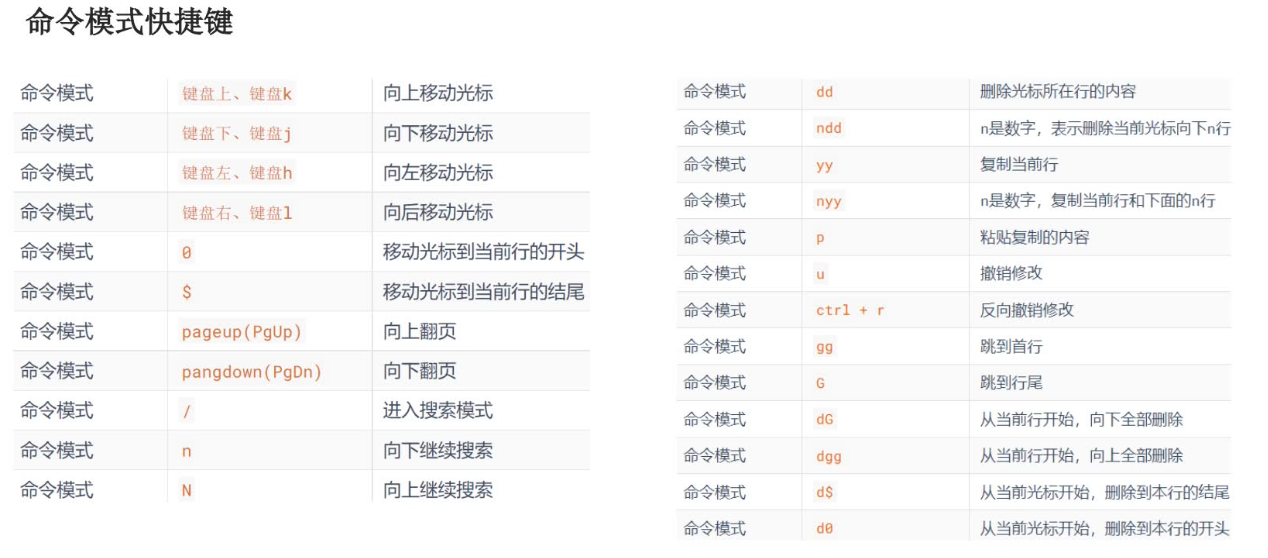 命令模式快捷键
命令模式 键盘上、键盘k 向上移动光标
命令模式 键盘下、键盘j 向下移动光标
命令模式 键盘左、键盘h 向左移动光标
命令模式 键盘右、键盘l 向后移动光标
命令模式 0 移动光标到当前行的开头
命令模式 $ 移动光标到当前行的结尾
命令模式 pageup(PgUp) 向上翻页
命令模式 pangdown(PgDn) 向下翻页
命令模式 / 进入搜索模式
命令模式 n 向下继续搜索
命令模式 N 向上继续搜索
命令模式 dd 删除光标所在行的内容
命令模式 ndd n是数字，表示删除当前光标向下n行
命令模式 yy 复制当前行
命令模式 nyy n是数字，复制当前行和下面的n行
命令模式 p 粘贴复制的内容
命令模式 u 撤销修改
命令模式 ctrl + r 反向撤销修改
命令模式 gg 跳到首行
命令模式 G 跳到行尾
命令模式 dG 从当前行开始，向下全部删除
命令模式 dgg 从当前行开始，向上全部删除
命令模式 d$ 从当前光标开始，删除到本行的结尾
命令模式 d0 从当前光标开始，删除到本行的开头